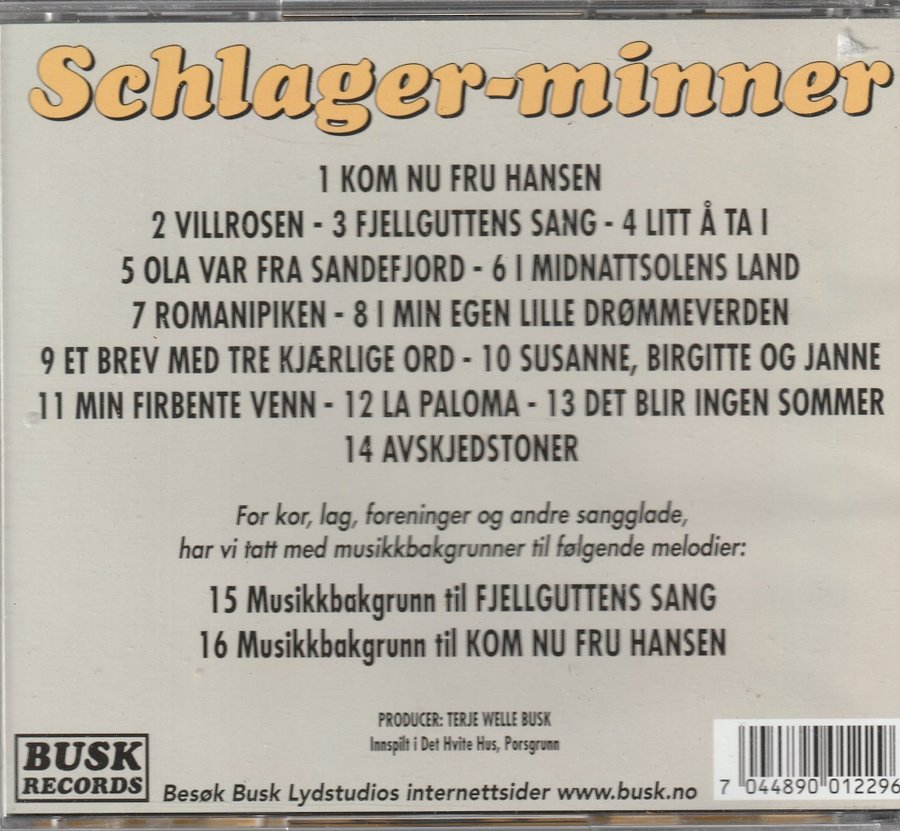 Schlager-minner
1 KOM NU FRU HANSEN
2 VILLROSEN - 3 FJELLGUTTENS SANG - 4 LITT Å TA I
5 OLA VAR FRA SANDEFJORD - 6 I MIDNATTSOLENS LAND
7 ROMANIPIKEN - 8 I MIN EGEN LILLE DRØMMEVERDEN
9 ET BREV MED TRE KJÆRLIGE ORD - 10 SUSANNE, BIRGITTE OG JANNE
11 MIN FIRBENTE VENN - 12 LA PALOMA - 13 DET BLIR INGEN SOMMER
14 AVSKJEDSTONER
For kor, lag, foreninger og andre sangglade,
har vi tatt med musikkbakgrunner til følgende melodier:
15 Musikkbakgrunn til FJELLGUTTENS SANG
16 Musikkbakgrunn til KOM NU FRU HANSEN
PRODUCER: TERJE WELLE BUSK
Innspilt i Det Hvite Hus, Porsgrunn
BUSK
RECORDS
Besøk Busk Lydstudios internettsider www.busk.no
7 044890 012296